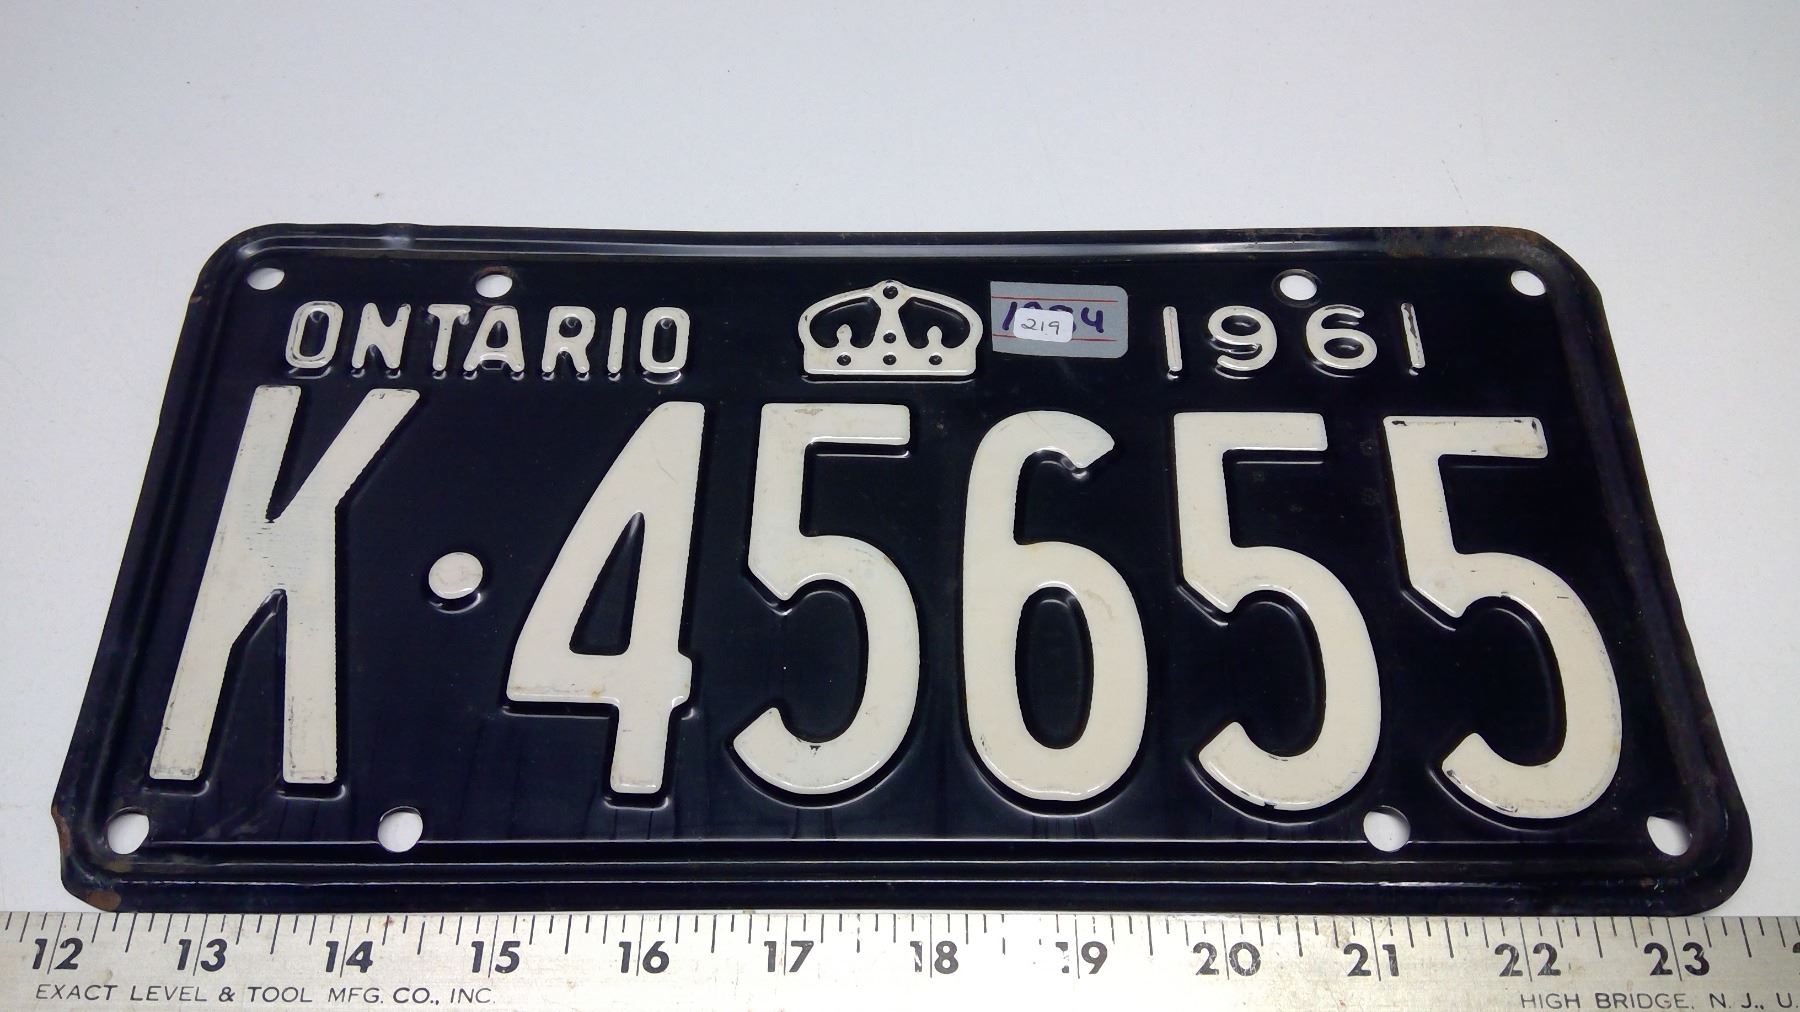 ONTARIO 219 1961
K·45655
12 13 14 15 16 17 18 19 20 21 22 23
EXACT LEVEL & TOOL MFG. CO., INC. HIGH BRIDGE, N. J., U.